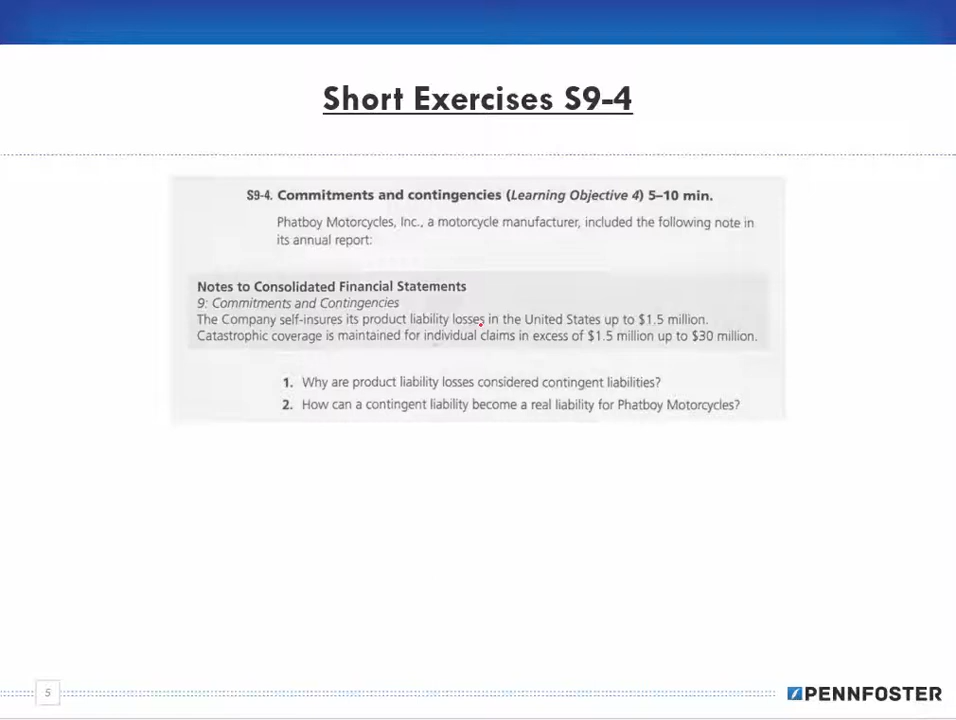 Short Exercises S9-4
S9-4. Commitments and contingencies (Learning Objective 4) 5–10 min.
Phatboy Motorcycles, Inc., a motorcycle manufacturer, included the following note in
its annual report:
Notes to Consolidated Financial Statements
9: Commitments and Contingencies
The Company self-insures its product liability losses in the United States up to $1.5 million.
Catastrophic coverage is maintained for individual claims in excess of $1.5 million up to $30 million.
1. Why are product liability losses considered contingent liabilities?
2. How can a contingent liability become a real liability for Phatboy Motorcycles?
5
PENNFOSTER